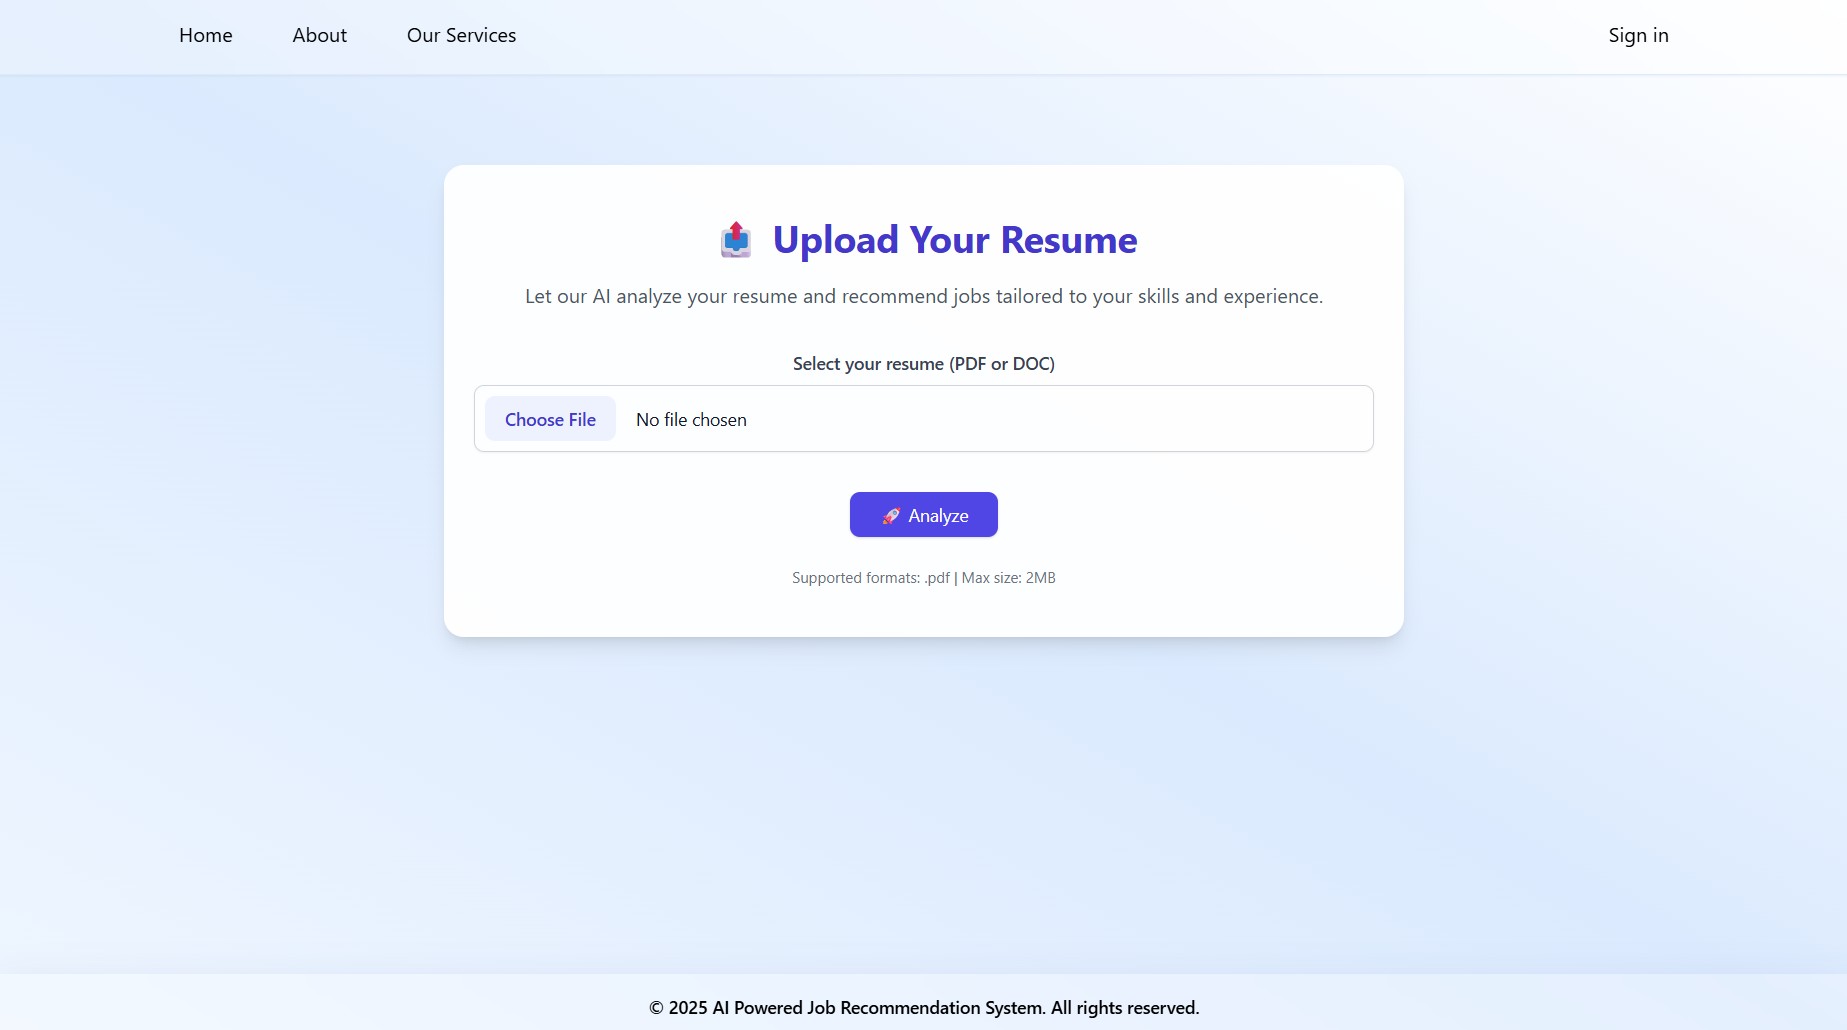 Home About Our Services Sign in
Upload Your Resume
Let our AI analyze your resume and recommend jobs tailored to your skills and experience.
Select your resume (PDF or DOC)
Choose File No file chosen
Analyze
Supported formats: .pdf | Max size: 2MB
© 2025 AI Powered Job Recommendation System. All rights reserved.